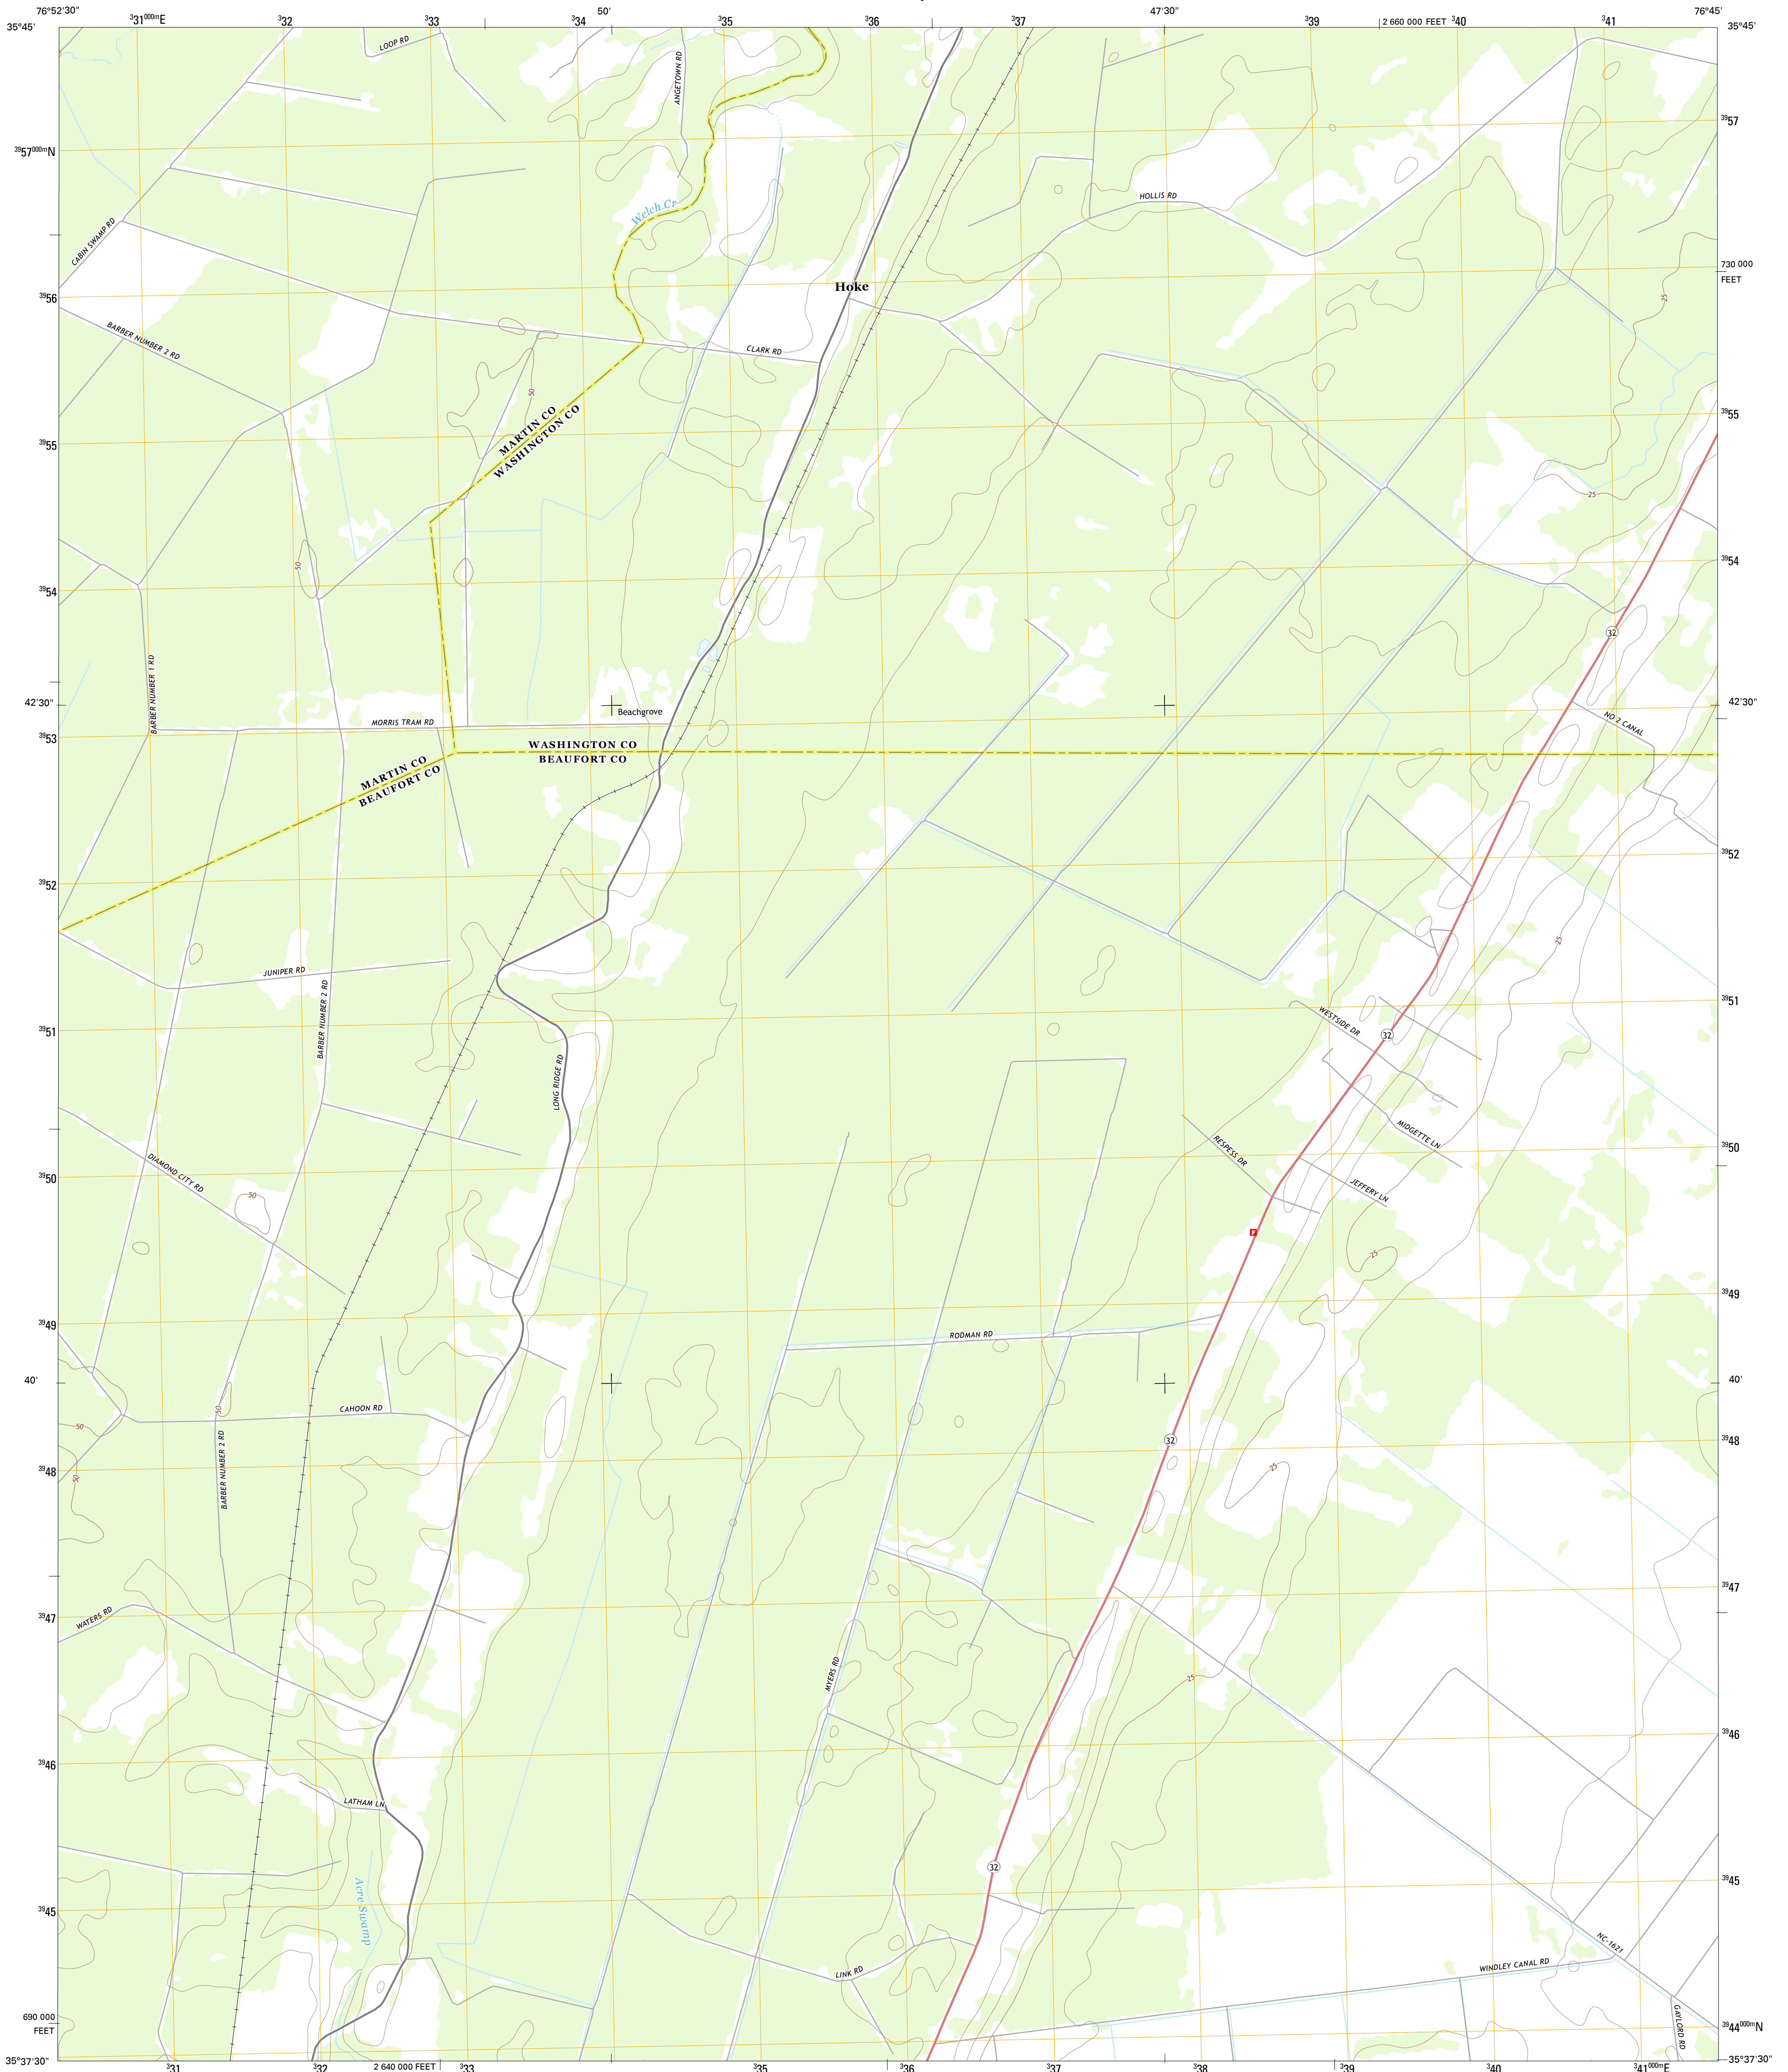 76°52'30"
³31⁰⁰⁰ᵐE
³32
³33
³34
50'
³35
³36
³37
47'30"
³39
2 660 000 FEET
³40
³41
76°45'
35°45'
35°45'
LOOP RD
ANGETOWN RD
³⁹57
³⁹57⁰⁰⁰ᵐN
Welch Cr
HOLLIS RD
CABIN SWAMP RD
730 000
FEET
Hoke
³⁹56
25
BARBER NUMBER 2 RD
CLARK RD
50
MARTIN CO
WASHINGTON CO
³⁹55
³⁹55
25
50
³⁹54
³⁹54
32
BARBER NUMBER 1 RD
42'30"
42'30"
Beachgrove
MORRIS TRAM RD
NO 2 CANAL
³⁹53
WASHINGTON CO
BEAUFORT CO
MARTIN CO
BEAUFORT CO
³⁹52
³⁹52
25
JUNIPER RD
BARBER NUMBER 2 RD
³⁹51
³⁹51
WESTSIDE DR
32
LONG RIDGE RD
MIDGETTE LN
RESPESS DR
³⁹50
³⁹50
DIAMOND CITY RD
JEFFERY LN
50
F
25
³⁹49
³⁹49
RODMAN RD
40'
40'
CAHOON RD
50
50
32
³⁹48
³⁹48
BARBER NUMBER 2 RD
50
25
³⁹47
³⁹47
WATERS RD
MYERS RD
25
³⁹46
³⁹46
LATHAM LN
32
³⁹45
³⁹45
Acre Swamp
NC-1621
LINK RD
WINDLEY CANAL RD
GAYLORD RD
690 000
FEET
³⁹44⁰⁰⁰ᵐN
35°37'30"
35°37'30"
³31
³32
2 640 000 FEET
³33
³35
³36
³37
³38
³39
³40
³41⁰⁰⁰ᵐE